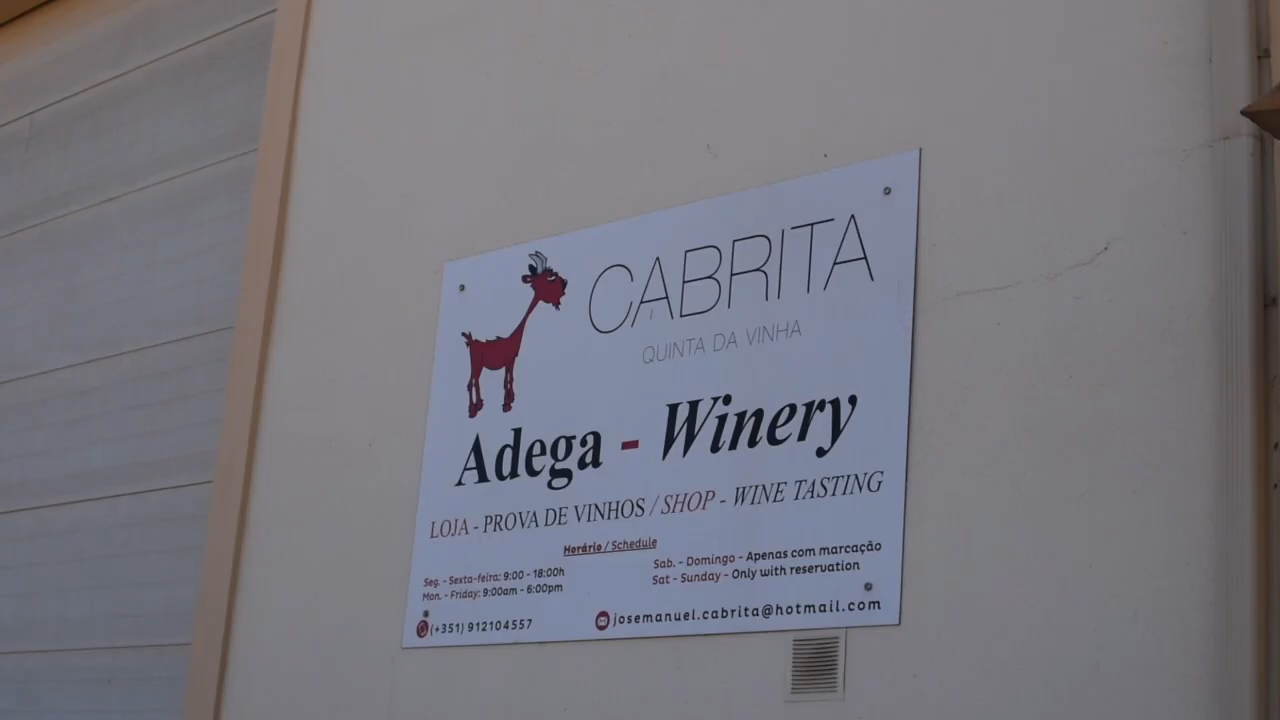 CABRITA
QUINTA DA VINHA
Adega - Winery
LOJA - PROVA DE VINHOS / SHOP - WINE TASTING
Horário / Schedule
Seg. - Sexta-feira: 9:00 - 18:00h
Mon. - Friday: 9:00am - 6:00pm
Sab. - Domingo - Apenas com marcação
Sat - Sunday - Only with reservation
(+351) 912104557
josemanuel.cabrita@hotmail.com